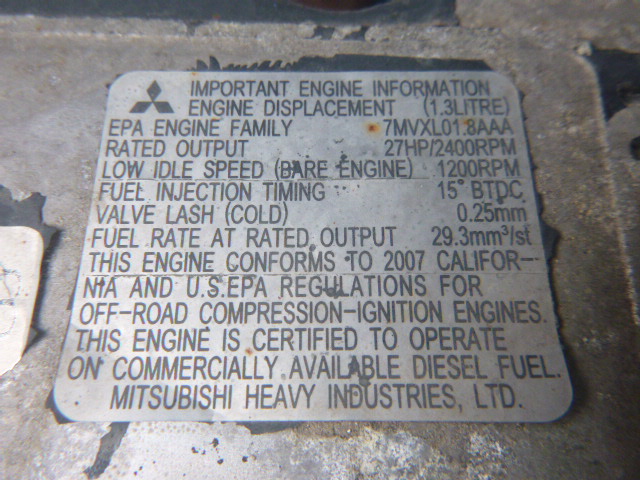 IMPORTANT ENGINE INFORMATION
ENGINE DISPLACEMENT (1.3LITRE)
EPA ENGINE FAMILY 7MVXL01.8AAA
RATED OUTPUT 27HP/2400RPM
LOW IDLE SPEED (BARE ENGINE) 1200RPM
FUEL INJECTION TIMING 15° BTDC
VALVE LASH (COLD) 0.25mm
FUEL RATE AT RATED OUTPUT 29.3mm³/st
THIS ENGINE CONFORMS TO 2007 CALIFOR-
NIA AND U.S.EPA REGULATIONS FOR
OFF-ROAD COMPRESSION-IGNITION ENGINES.
THIS ENGINE IS CERTIFIED TO OPERATE
ON COMMERCIALLY AVAILABLE DIESEL FUEL.
MITSUBISHI HEAVY INDUSTRIES, LTD.